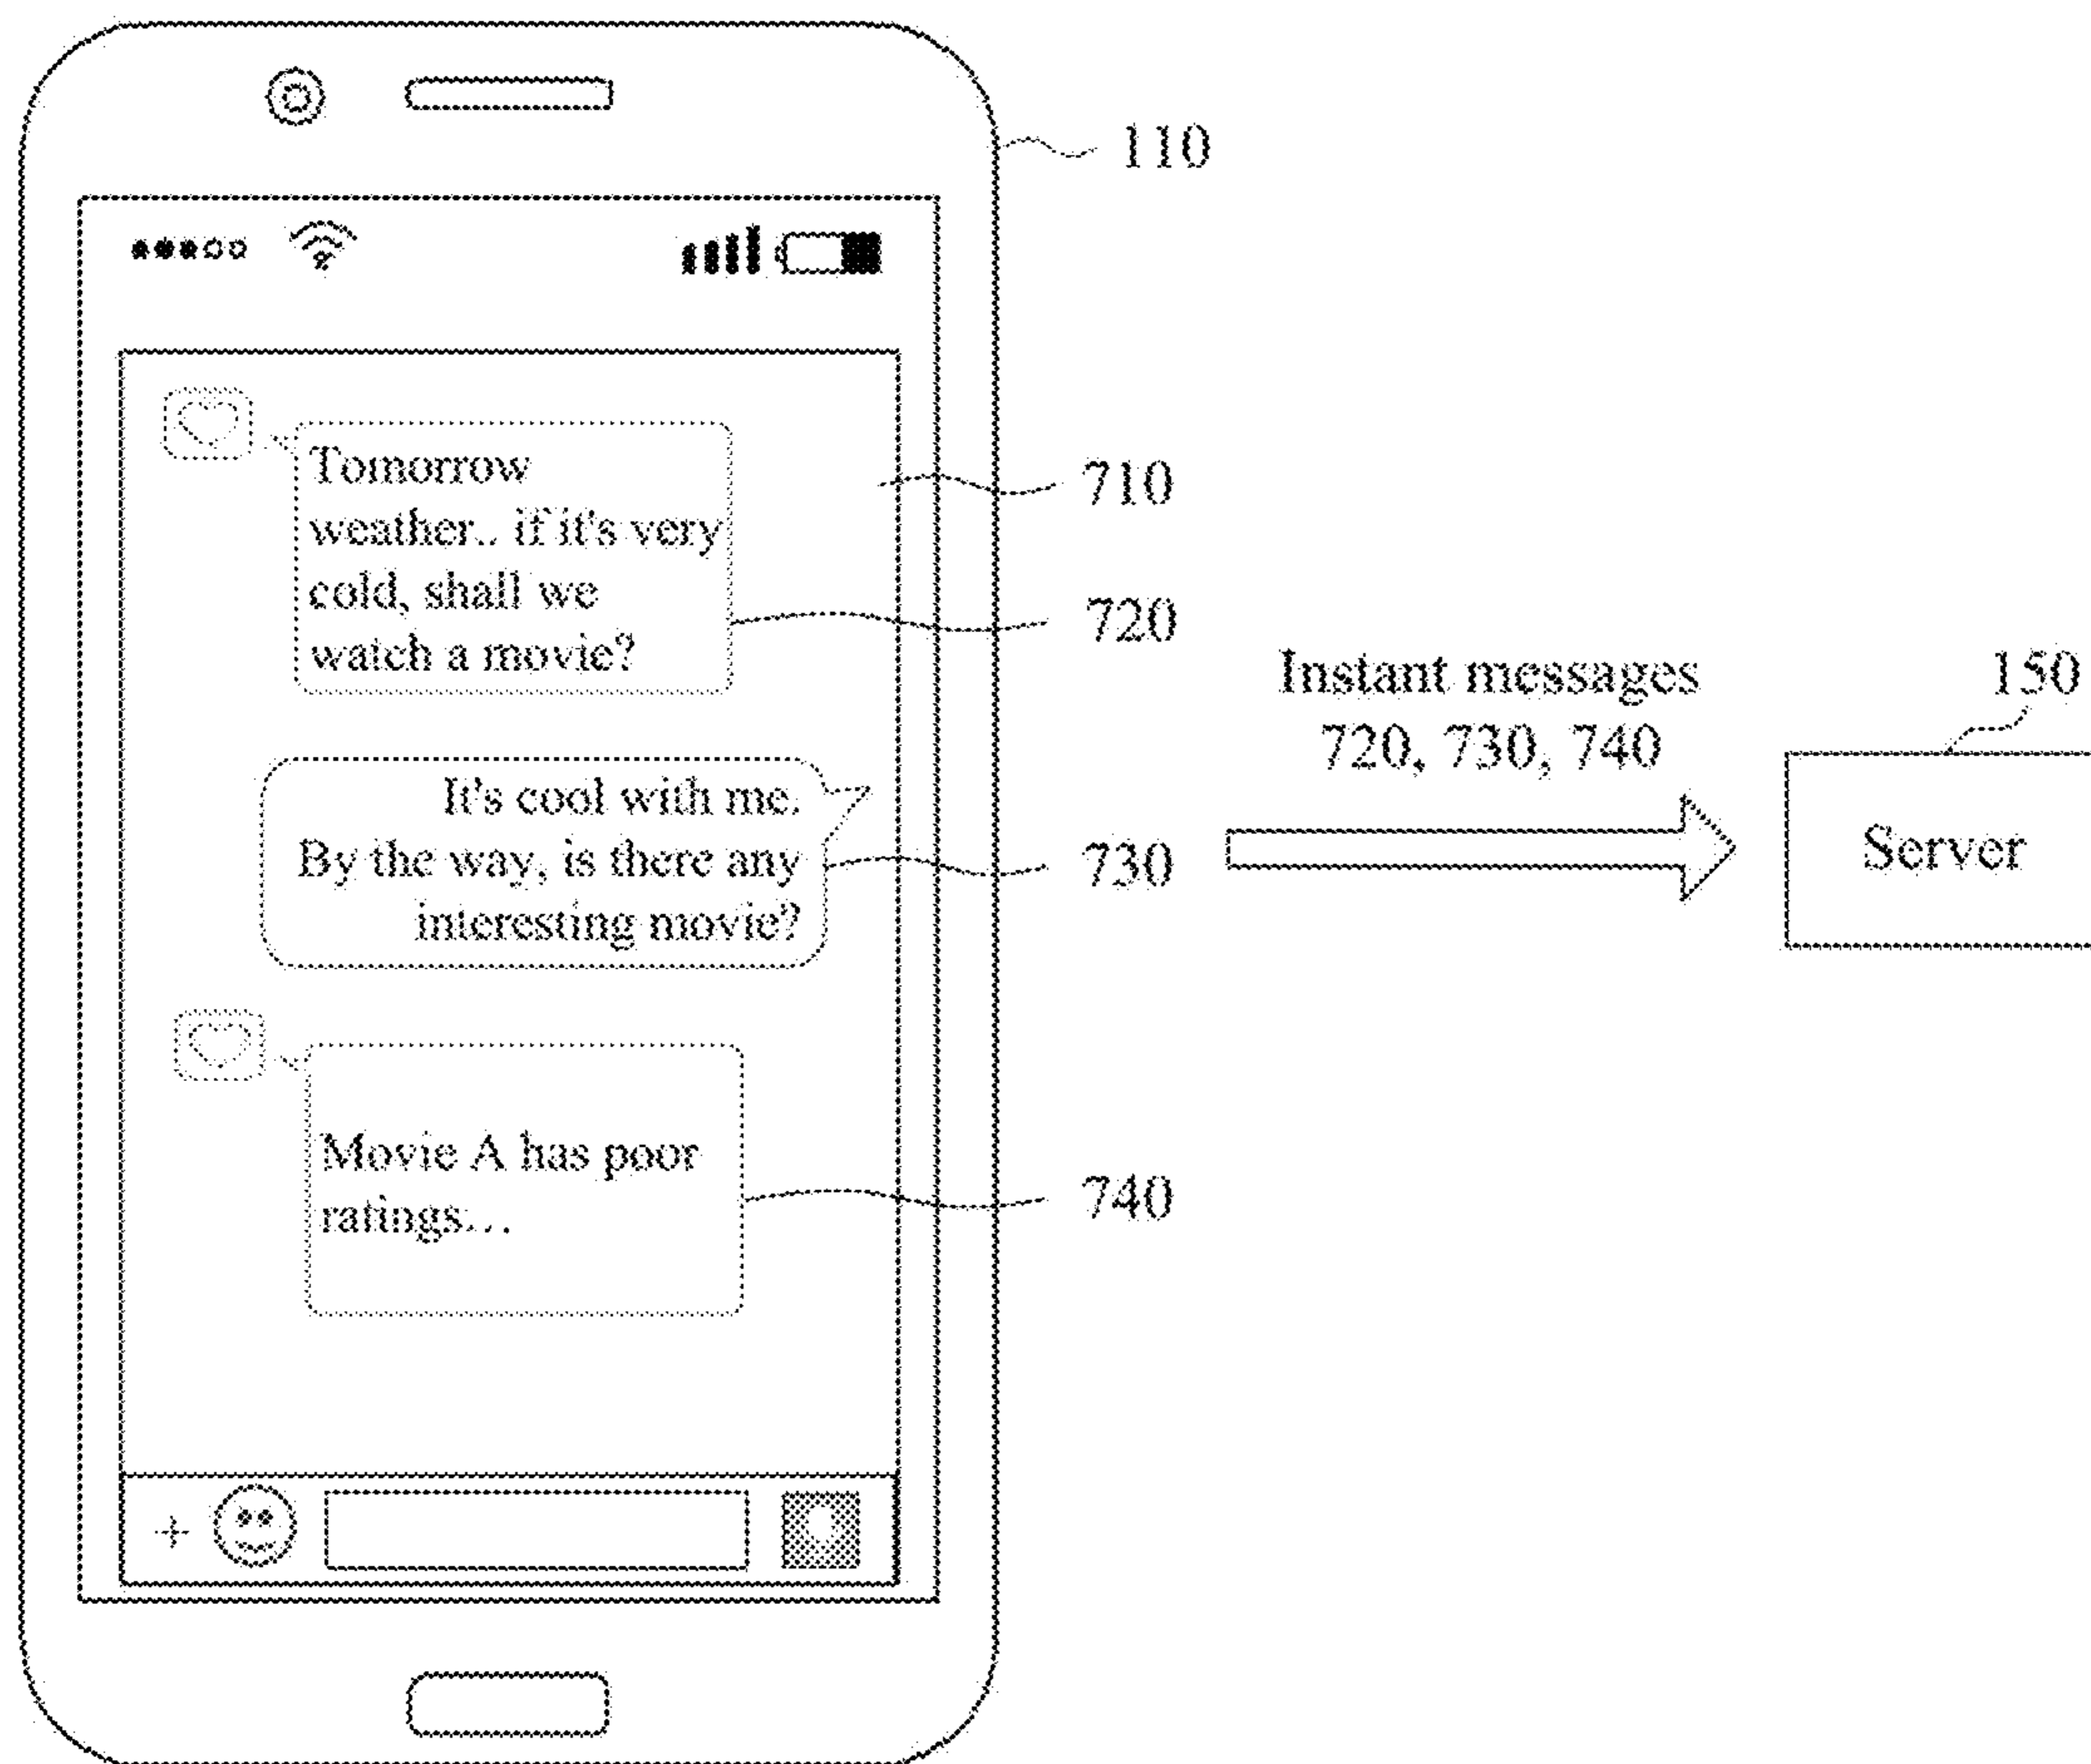 110
Tomorrow
weather.. if it's very
cold, shall we
watch a movie?
710
720
It's cool with me.
By the way, is there any
interesting movie?
730
Movie A has poor
ratings...
740
Instant messages
720, 730, 740
150
Server